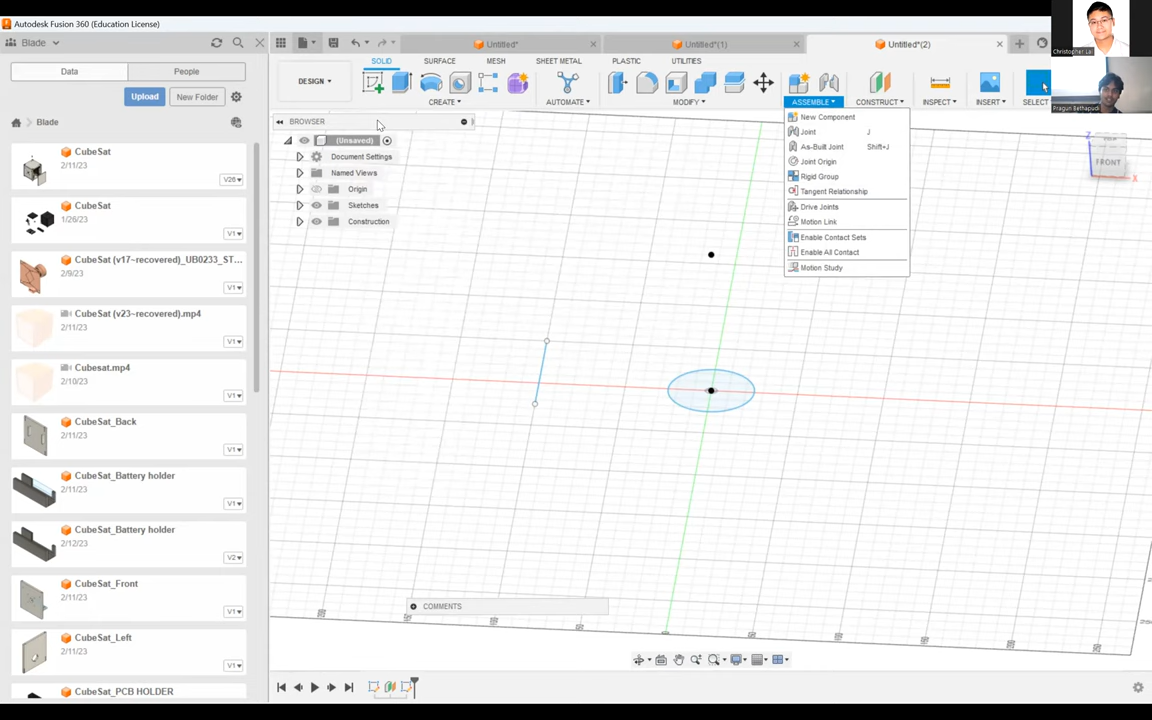 Autodesk Fusion 360 (Education License)
Blade
Untitled*
Untitled*(1)
Untitled*(2)
Christopher Lai
Pragun Bethapudi
Data
People
Upload
New Folder
Blade
DESIGN
SOLID
SURFACE
MESH
SHEET METAL
PLASTIC
UTILITIES
CREATE
AUTOMATE
MODIFY
ASSEMBLE
CONSTRUCT
INSPECT
INSERT
SELECT
BROWSER
(Unsaved)
Document Settings
Named Views
Origin
Sketches
Construction
New Component
Joint J
As-Built Joint Shift+J
Joint Origin
Rigid Group
Tangent Relationship
Drive Joints
Motion Link
Enable Contact Sets
Enable All Contact
Motion Study
Z
FRONT
X
CubeSat
2/11/23
V26
CubeSat
1/26/23
V1
CubeSat (v17~recovered)_UB0233_ST...
2/9/23
V1
CubeSat (v23~recovered).mp4
2/11/23
V1
Cubesat.mp4
2/10/23
V1
CubeSat_Back
2/11/23
V1
CubeSat_Battery holder
2/11/23
V1
CubeSat_Battery holder
2/12/23
V2
CubeSat_Front
2/11/23
V1
CubeSat_Left
2/11/23
V1
CubeSat_PCB HOLDER
COMMENTS